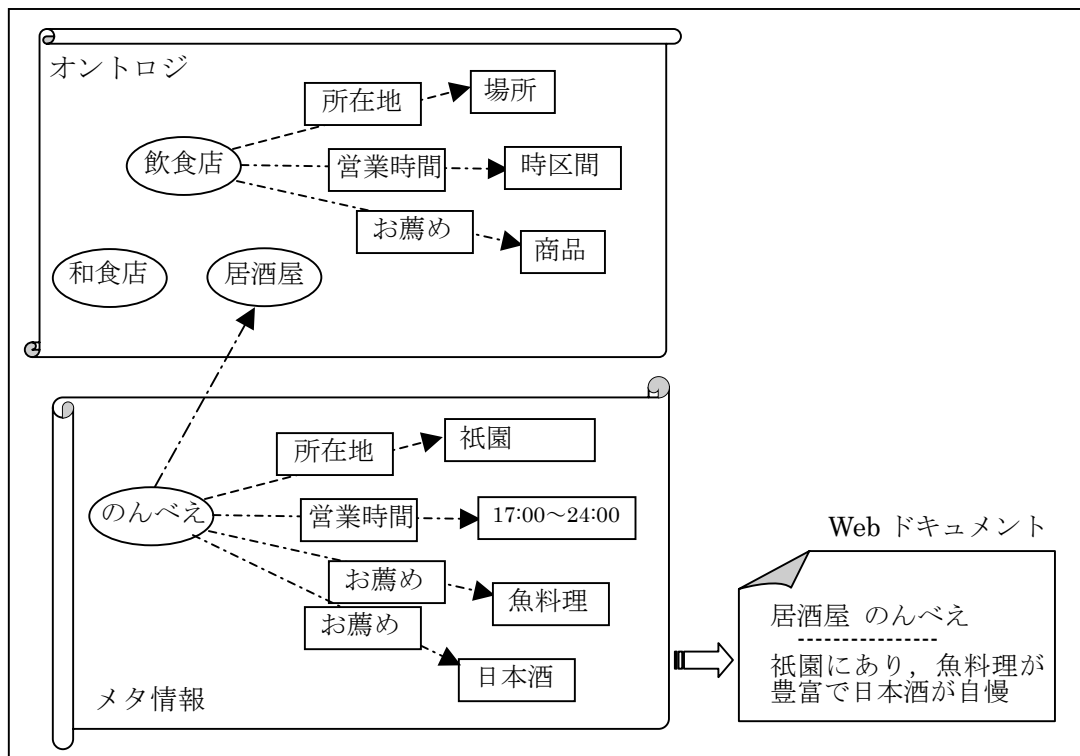 オントロジ
所在地
場所
飲食店
営業時間
時区間
お薦め
商品
和食店
居酒屋
所在地
祇園
のんべえ
営業時間
17:00〜24:00
お薦め
魚料理
お薦め
日本酒
メタ情報
Web ドキュメント
居酒屋 のんべえ
祇園にあり，魚料理が
豊富で日本酒が自慢